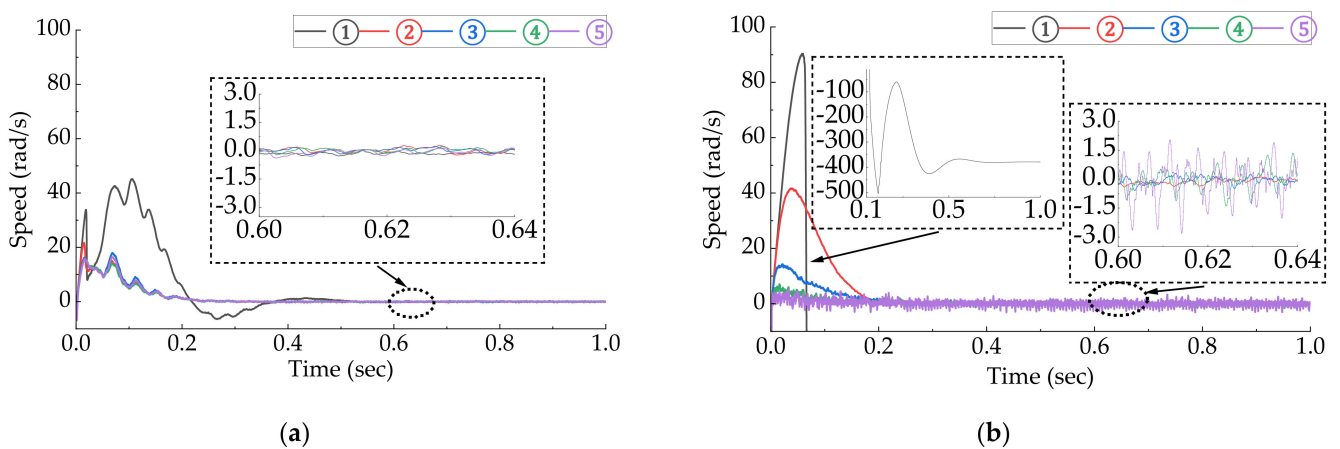 ① ② ③ ④ ⑤
100
80
60
40
20
0
Speed (rad/s)
3.0
1.5
0.0
-1.5
-3.0
0.60 0.62 0.64
0.0 0.2 0.4 0.6 0.8 1.0
Time (sec)
(a)
① ② ③ ④ ⑤
100
80
60
40
20
0
Speed (rad/s)
-100
-200
-300
-400
-500
0.1 0.5 1.0
3.0
1.5
0.0
-1.5
-3.0
0.60 0.62 0.64
0.0 0.2 0.4 0.6 0.8 1.0
Time (sec)
(b)